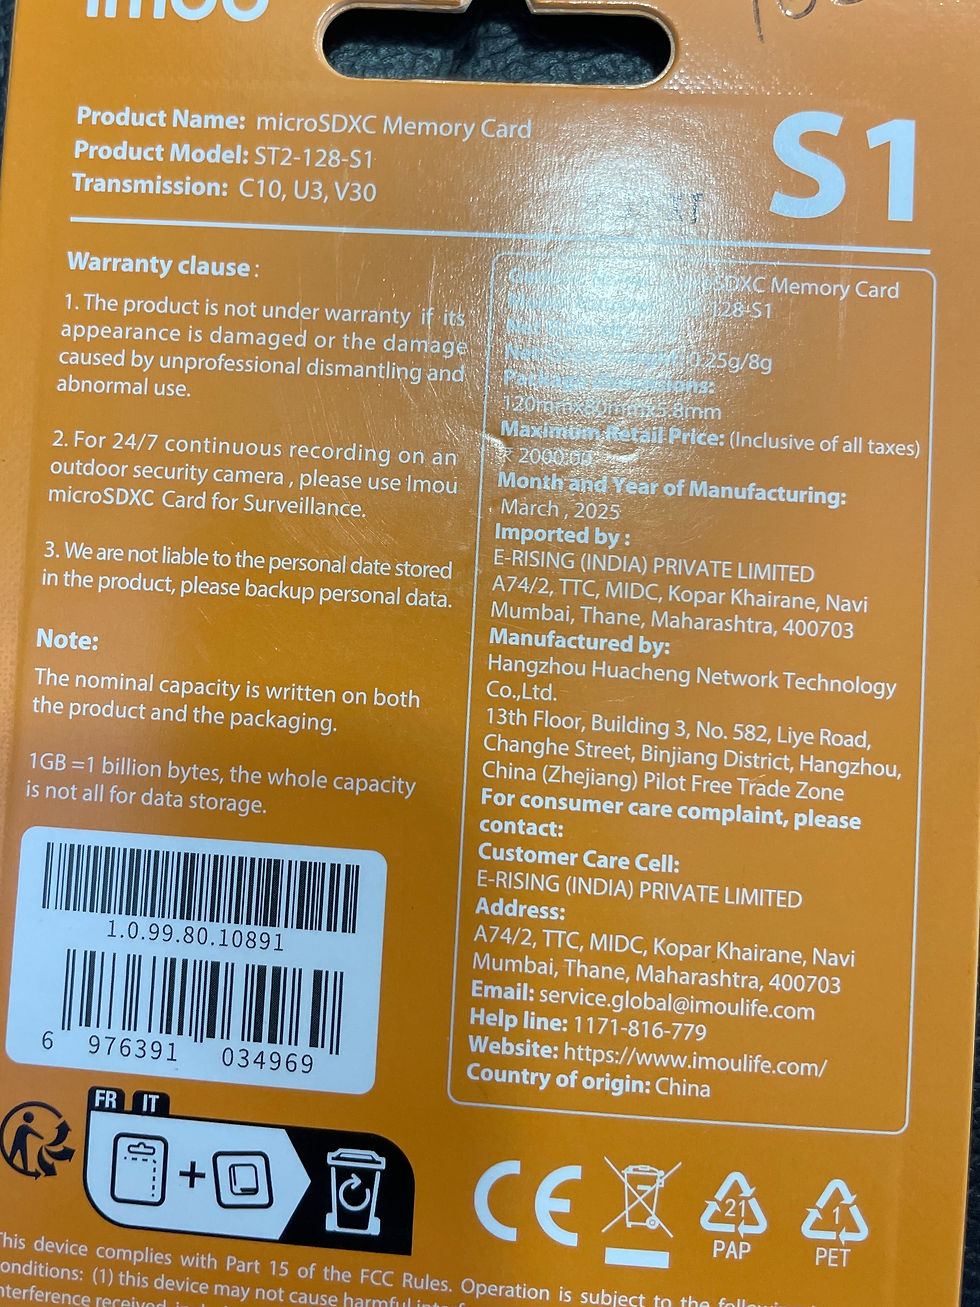 imou
S1
Product Name: microSDXC Memory Card
Product Model: ST2-128-S1
Transmission: C10, U3, V30
Warranty clause :
1. The product is not under warranty if its
appearance is damaged or the damage
caused by unprofessional dismantling and
abnormal use.
2. For 24/7 continuous recording on an
outdoor security camera , please use Imou
microSDXC Card for Surveillance.
3. We are not liable to the personal date stored
in the product, please backup personal data.
Note:
The nominal capacity is written on both
the product and the packaging.
1GB =1 billion bytes, the whole capacity
is not all for data storage.
1.0.99.80.10891
6 976391 034969
FR IT
Memory Card
128-S1
0.25g/8g
Package dimensions:
120mmx80mmx5.8mm
Maximum Retail Price: (Inclusive of all taxes)
₹ 2000.00
Month and Year of Manufacturing:
March , 2025
Imported by :
E-RISING (INDIA) PRIVATE LIMITED
A74/2, TTC, MIDC, Kopar Khairane, Navi
Mumbai, Thane, Maharashtra, 400703
Manufactured by:
Hangzhou Huacheng Network Technology
Co.,Ltd.
13th Floor, Building 3, No. 582, Liye Road,
Changhe Street, Binjiang District, Hangzhou,
China (Zhejiang) Pilot Free Trade Zone
For consumer care complaint, please
contact:
Customer Care Cell:
E-RISING (INDIA) PRIVATE LIMITED
Address:
A74/2, TTC, MIDC, Kopar Khairane, Navi
Mumbai, Thane, Maharashtra, 400703
Email: service.global@imoulife.com
Help line: 1171-816-779
Website: https://www.imoulife.com/
Country of origin: China
CE
21
PAP
1
PET
This device complies with Part 15 of the FCC Rules. Operation is subject to the following
conditions: (1) this device may not cause harmful
interference received,